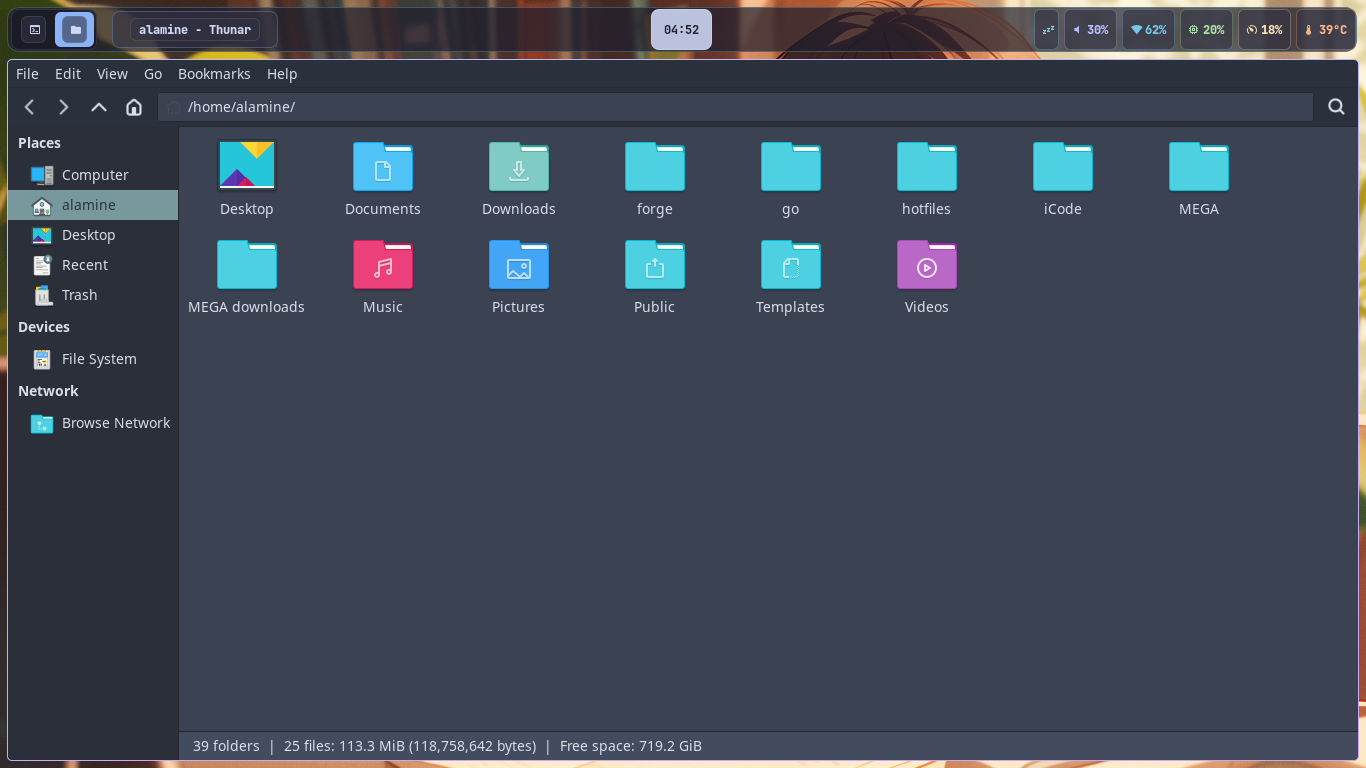 alamine - Thunar
04:52
zzz
30%
62%
20%
18%
39°C
File Edit View Go Bookmarks Help
/home/alamine/
Places
Computer
alamine
Desktop
Recent
Trash
Devices
File System
Network
Browse Network
Desktop Documents Downloads forge go hotfiles iCode MEGA
MEGA downloads Music Pictures Public Templates Videos
39 folders | 25 files: 113.3 MiB (118,758,642 bytes) | Free space: 719.2 GiB